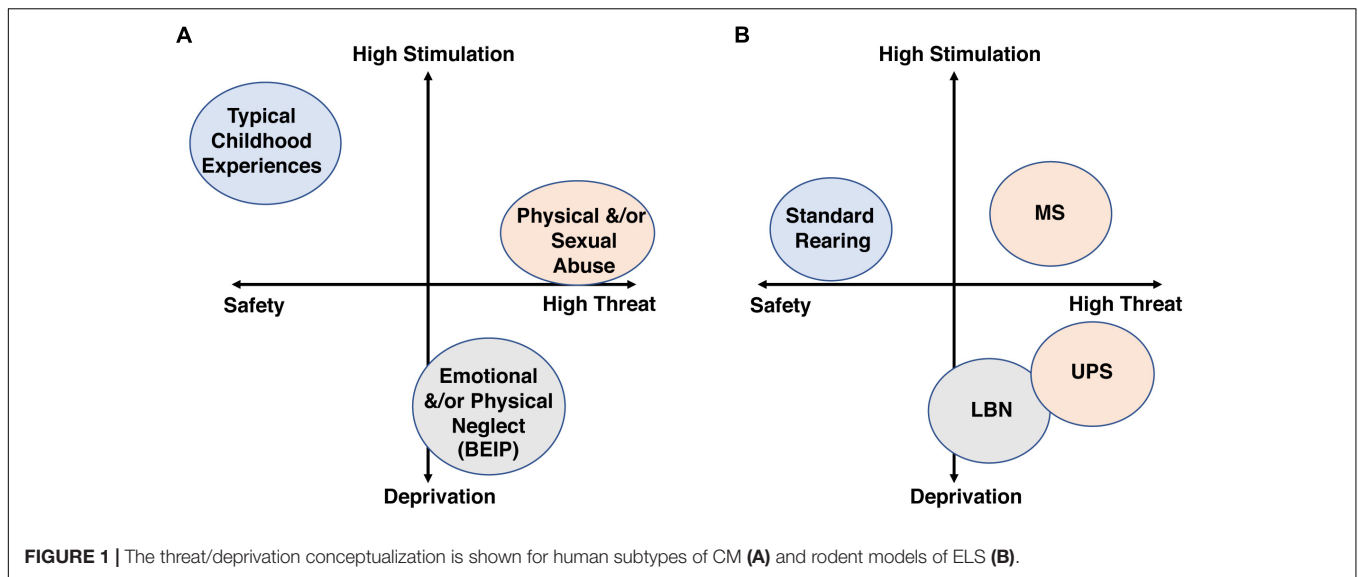 A
High Stimulation
Typical
Childhood
Experiences
Physical &/or
Sexual
Abuse
Safety
High Threat
Emotional
&/or Physical
Neglect
(BEIP)
Deprivation
B
High Stimulation
Standard
Rearing
MS
Safety
High Threat
UPS
LBN
Deprivation
FIGURE 1 | The threat/deprivation conceptualization is shown for human subtypes of CM (A) and rodent models of ELS (B).